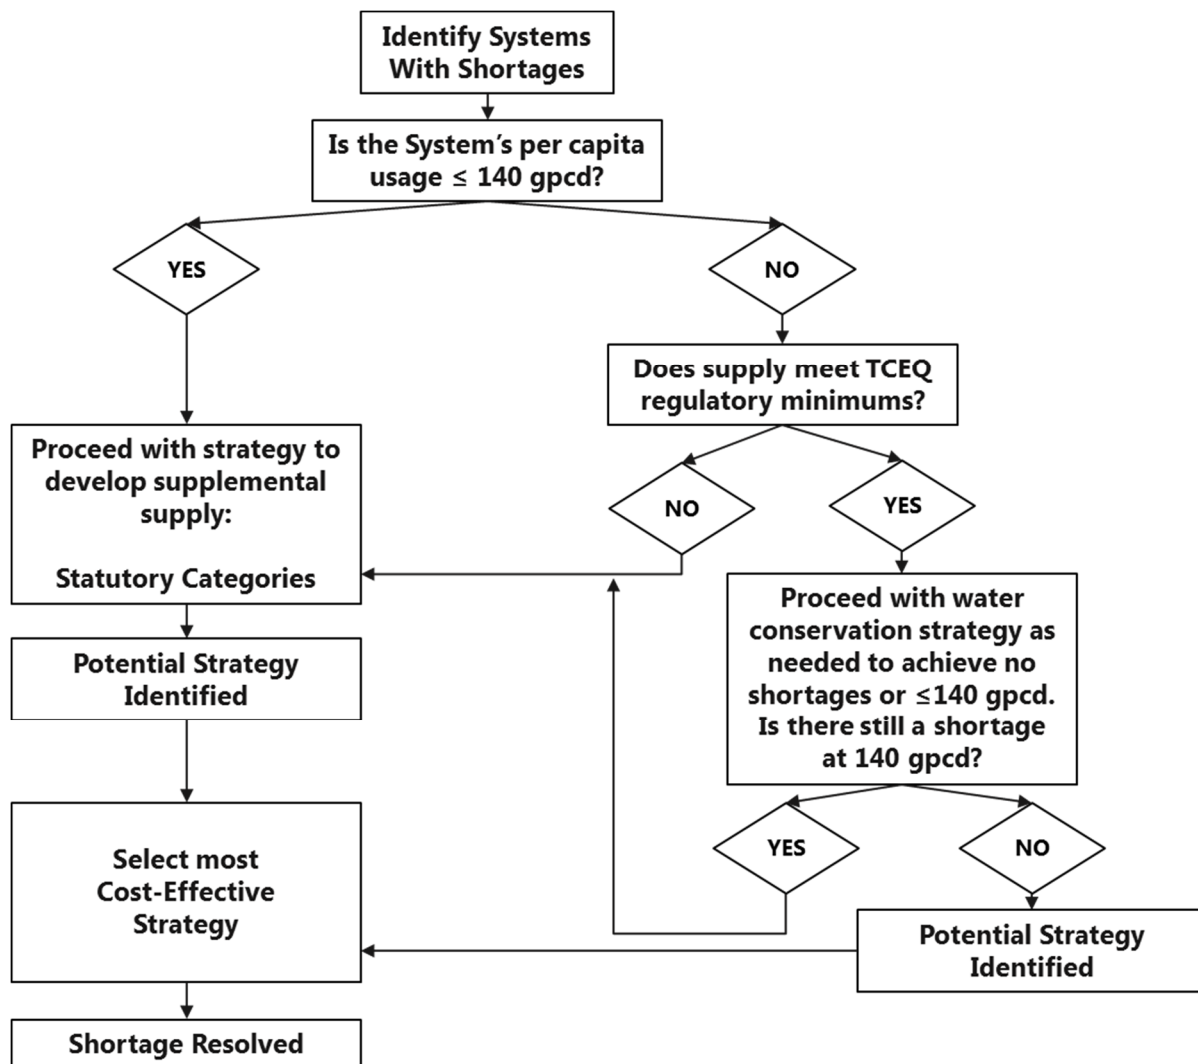 Identify Systems
With Shortages
Is the System's per capita
usage ≤ 140 gpcd?
YES
NO
Does supply meet TCEQ
regulatory minimums?
Proceed with strategy to
develop supplemental
supply:
Statutory Categories
NO
YES
Proceed with water
conservation strategy as
needed to achieve no
shortages or ≤140 gpcd.
Is there still a shortage
at 140 gpcd?
Potential Strategy
Identified
Select most
Cost-Effective
Strategy
YES
NO
Potential Strategy
Identified
Shortage Resolved